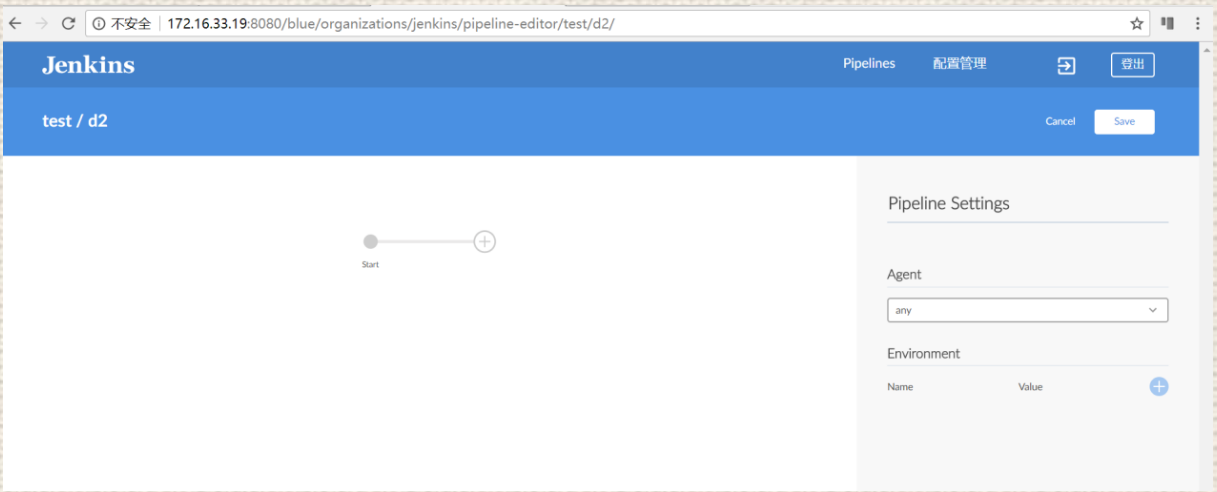 不安全 172.16.33.19:8080/blue/organizations/jenkins/pipeline-editor/test/d2/
Jenkins Pipelines 配置管理 登出
test / d2 Cancel Save
Pipeline Settings
Start
Agent
any
Environment
Name Value